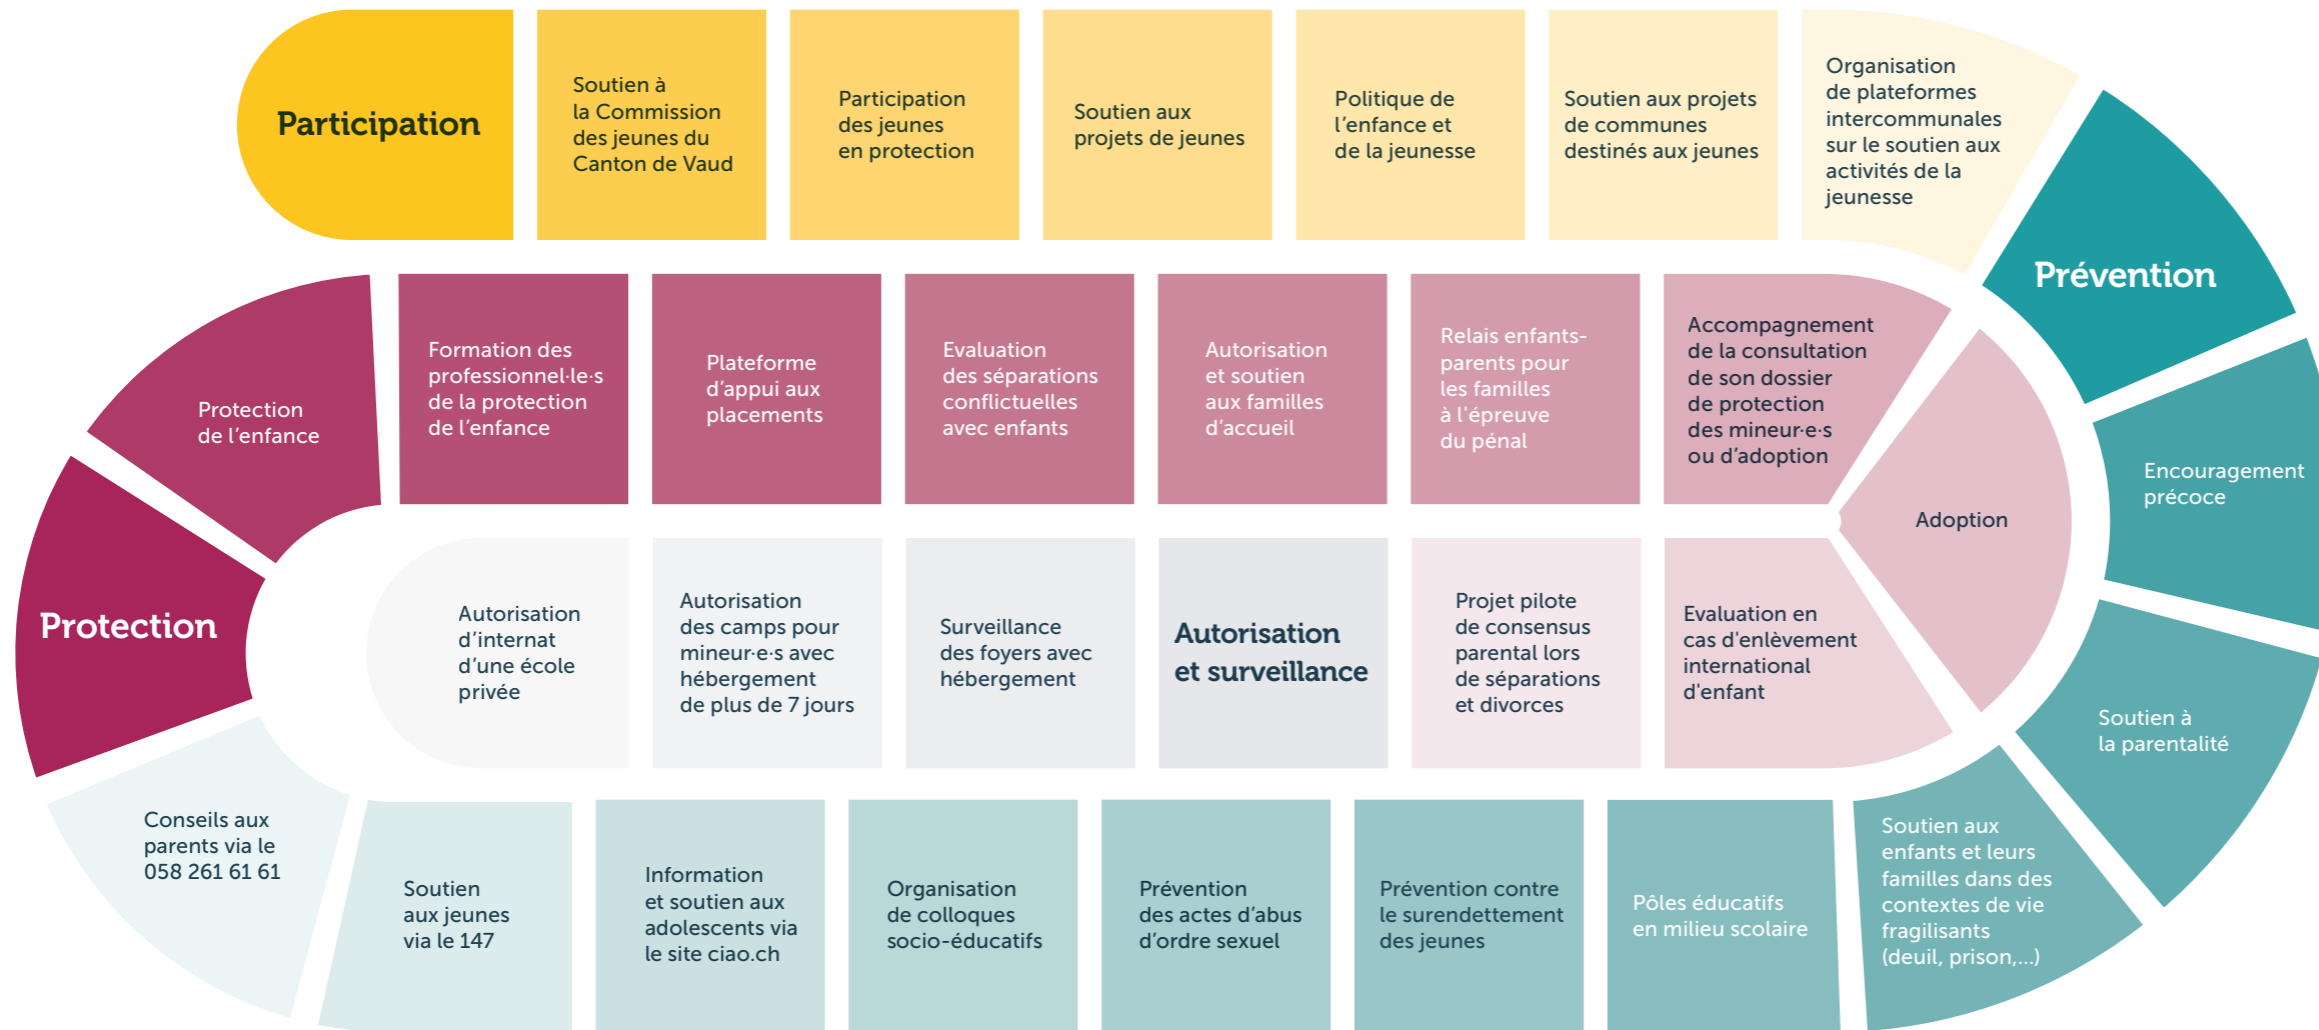 Participation
Soutien à
la Commission
des jeunes du
Canton de Vaud
Participation
des jeunes
en protection
Soutien aux
projets de jeunes
Politique de
l'enfance et
de la jeunesse
Soutien aux projets
de communes
destinés aux jeunes
Organisation
de plateformes
intercommunales
sur le soutien aux
activités de la
jeunesse
Prévention
Encouragement
précoce
Soutien à
la parentalité
Soutien aux
enfants et leurs
familles dans des
contextes de vie
fragilisants
(deuil, prison,...)
Pôles éducatifs
en milieu scolaire
Prévention contre
le surendettement
des jeunes
Prévention
des actes d'abus
d'ordre sexuel
Organisation
de colloques
socio-éducatifs
Information
et soutien aux
adolescents via
le site ciao.ch
Soutien
aux jeunes
via le 147
Conseils aux
parents via le
058 261 61 61
Protection
Protection
de l'enfance
Formation des
professionnel·le·s
de la protection
de l'enfance
Plateforme
d'appui aux
placements
Evaluation
des séparations
conflictuelles
avec enfants
Autorisation
et soutien
aux familles
d'accueil
Relais enfants-
parents pour
les familles
à l'épreuve
du pénal
Accompagnement
de la consultation
de son dossier
de protection
des mineur·e·s
ou d'adoption
Adoption
Evaluation en
cas d'enlèvement
international
d'enfant
Projet pilote
de consensus
parental lors
de séparations
et divorces
Autorisation
et surveillance
Surveillance
des foyers avec
hébergement
Autorisation
des camps pour
mineur·e·s avec
hébergement
de plus de 7 jours
Autorisation
d'internat
d'une école
privée